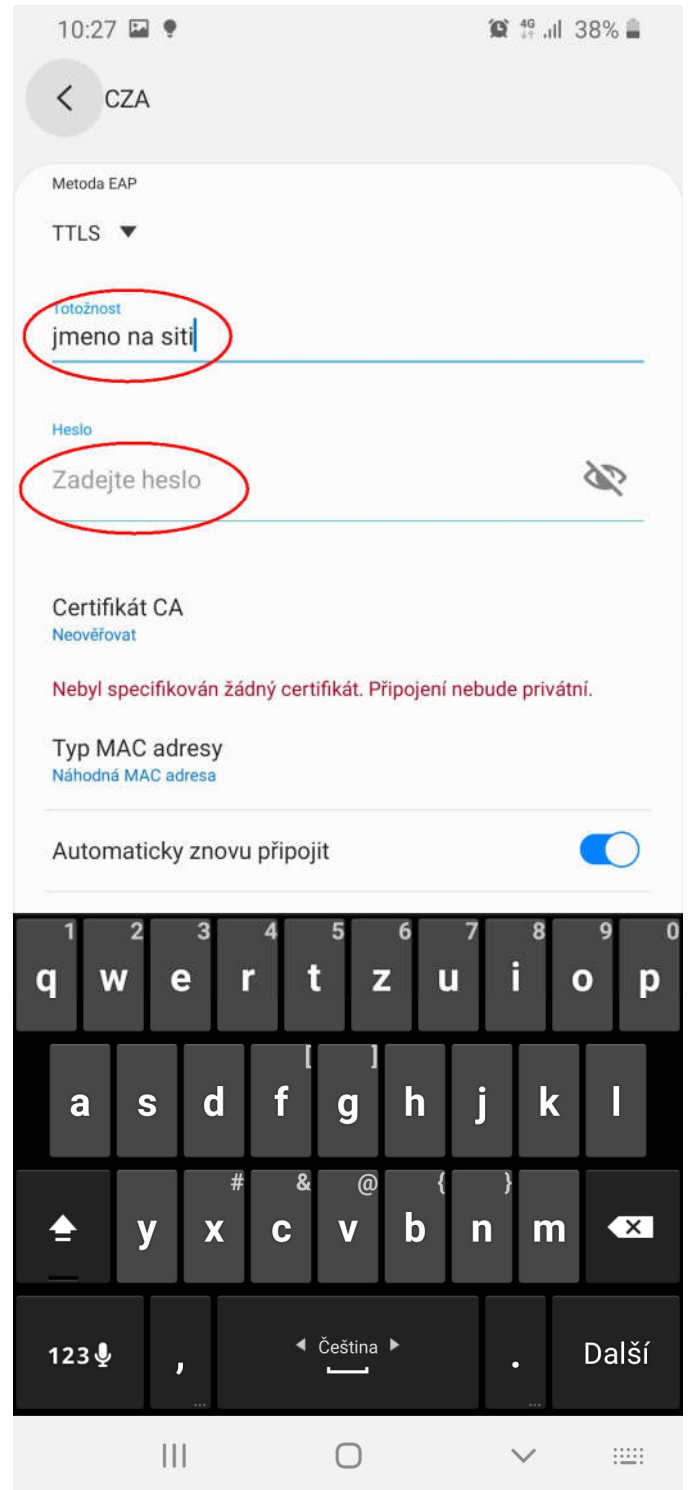 10:27 4G 38%
CZA
Metoda EAP
TTLS
Totožnost
jmeno na siti
Heslo
Zadejte heslo
Certifikát CA
Neověřovat
Nebyl specifikován žádný certifikát. Připojení nebude privátní.
Typ MAC adresy
Náhodná MAC adresa
Automaticky znovu připojit
1 2 3 4 5 6 7 8 9 0
q w e r t z u i o p
[ ]
a s d f g h j k l
# & @ { }
y x c v b n m
123 , Čeština . Další